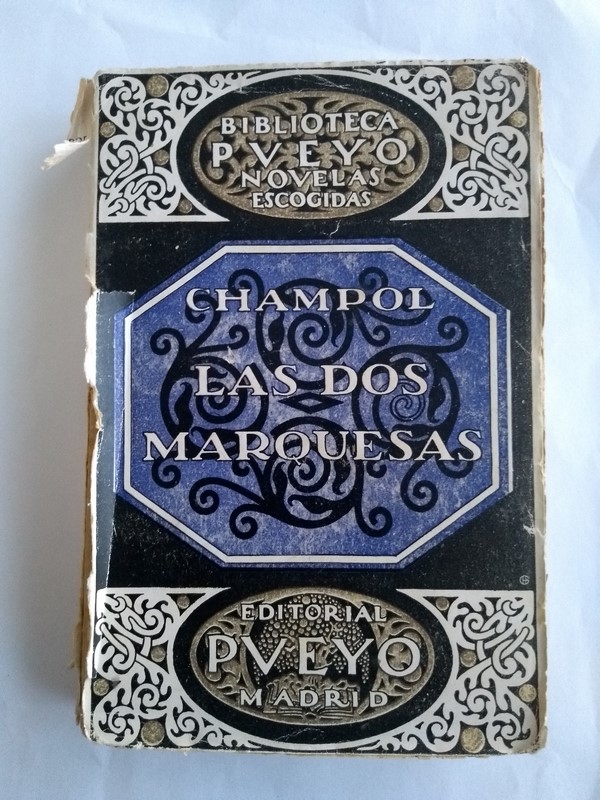 BIBLIOTECA
PVEYO
NOVELAS
ESCOGIDAS
CHAMPOL
LAS DOS
MARQUESAS
EDITORIAL
PVEYO
MADRID